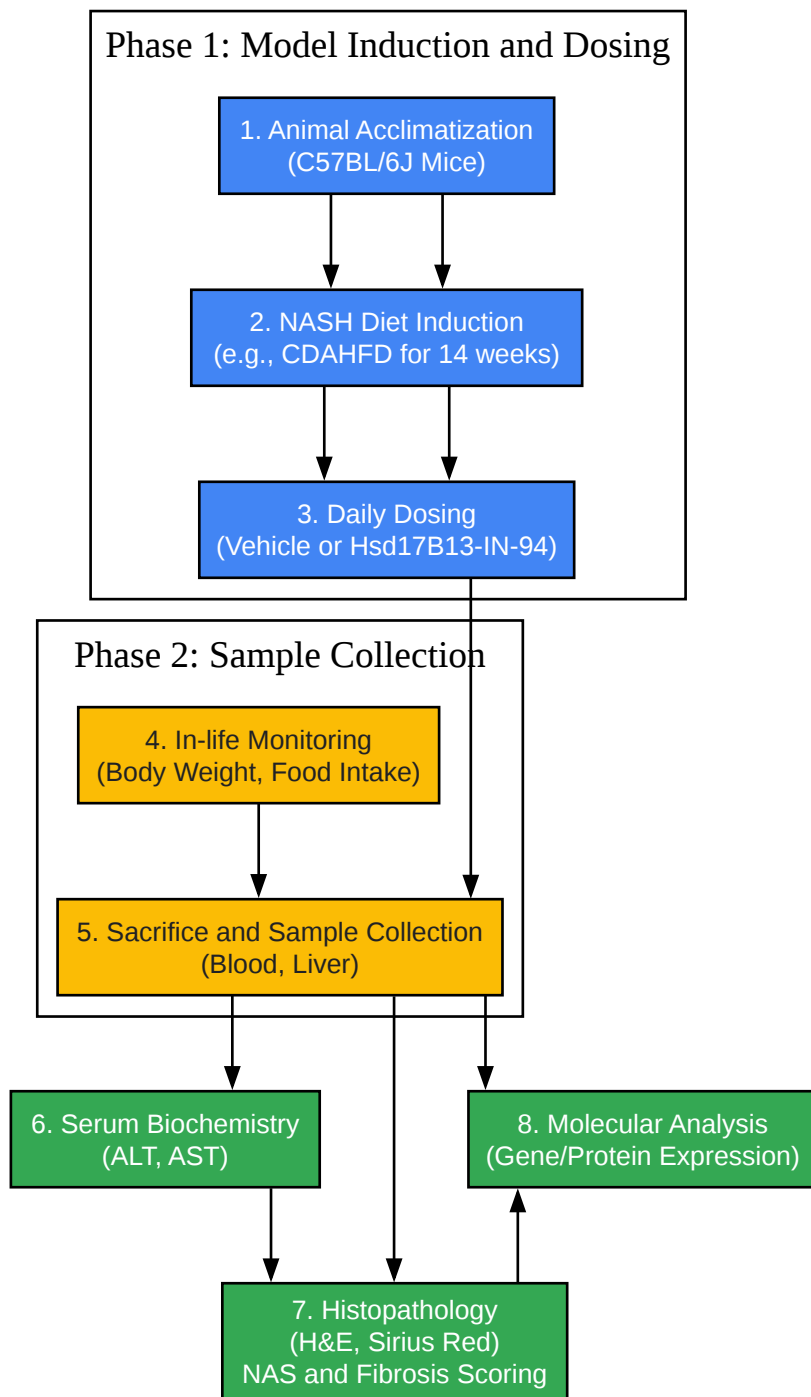 Phase 1: Model Induction and Dosing
1. Animal Acclimatization
(C57BL/6J Mice)
2. NASH Diet Induction
(e.g., CDAHFD for 14 weeks)
3. Daily Dosing
(Vehicle or Hsd17B13-IN-94)
Phase 2: Sample Collection
4. In-life Monitoring
(Body Weight, Food Intake)
5. Sacrifice and Sample Collection
(Blood, Liver)
6. Serum Biochemistry
(ALT, AST)
8. Molecular Analysis
(Gene/Protein Expression)
7. Histopathology
(H&E, Sirius Red)
NAS and Fibrosis Scoring